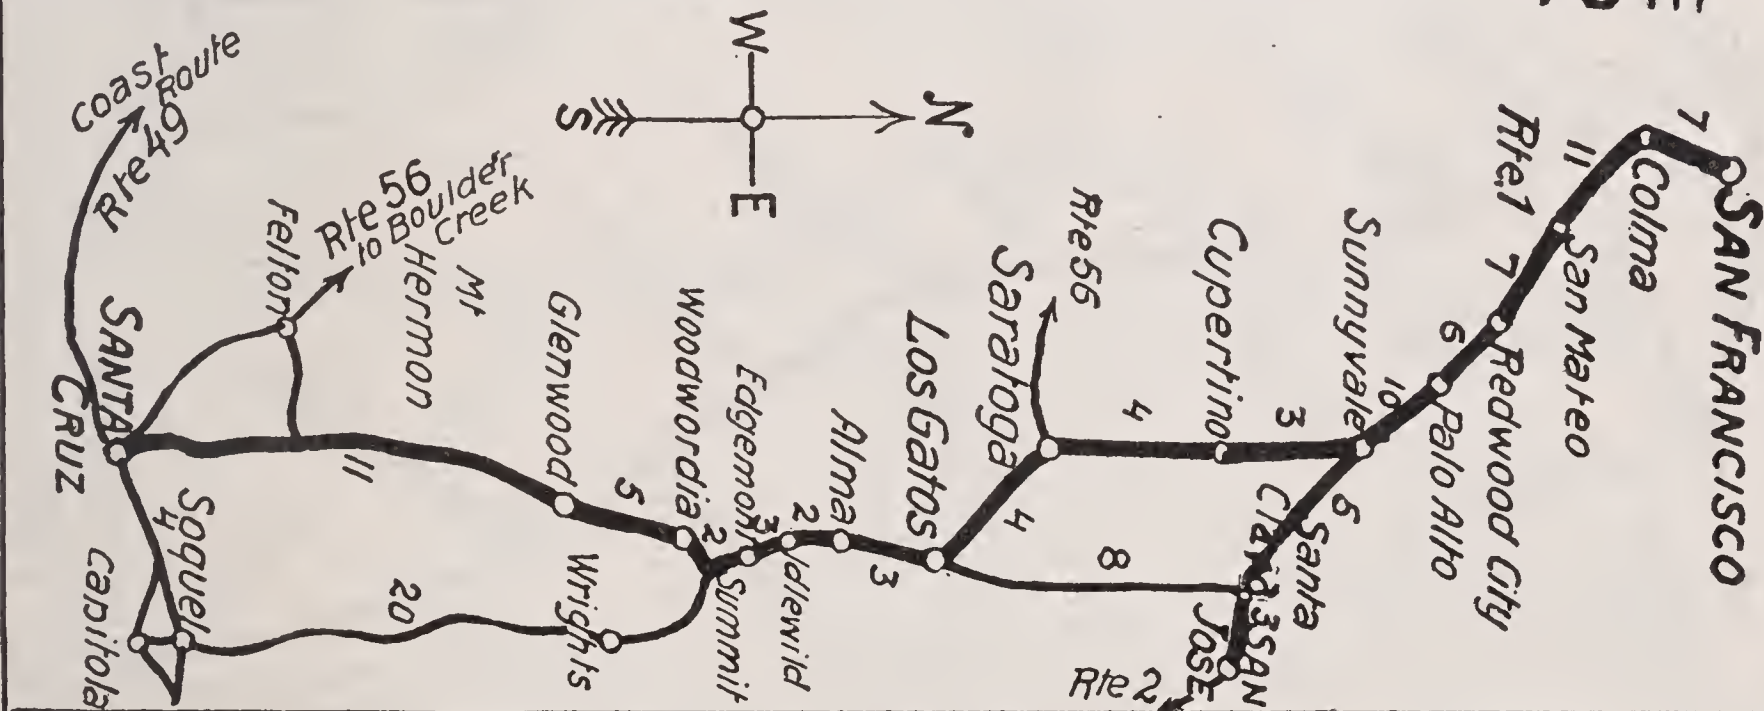 SAN FRANCISCO
7
Colma
11
Rte.1
San Mateo
7
Redwood City
6
Palo Alto
10
Sunnyvale
6
Santa
Clara
3
SAN
JOSE
Rte 2
3
Cupertino
4
Saratoga
Rte 56
4
8
Los Gatos
3
Alma
2
Idlewild
3
Edgemont
Summit
2
Woodwordia
5
Glenwood
Wrights
11
20
Mt
Hermon
Rte 56
to Boulder
Creek
Felton
SANTA
CRUZ
Soquel
4
Capitola
Coast
Route
Rte 49
N
W
E
S